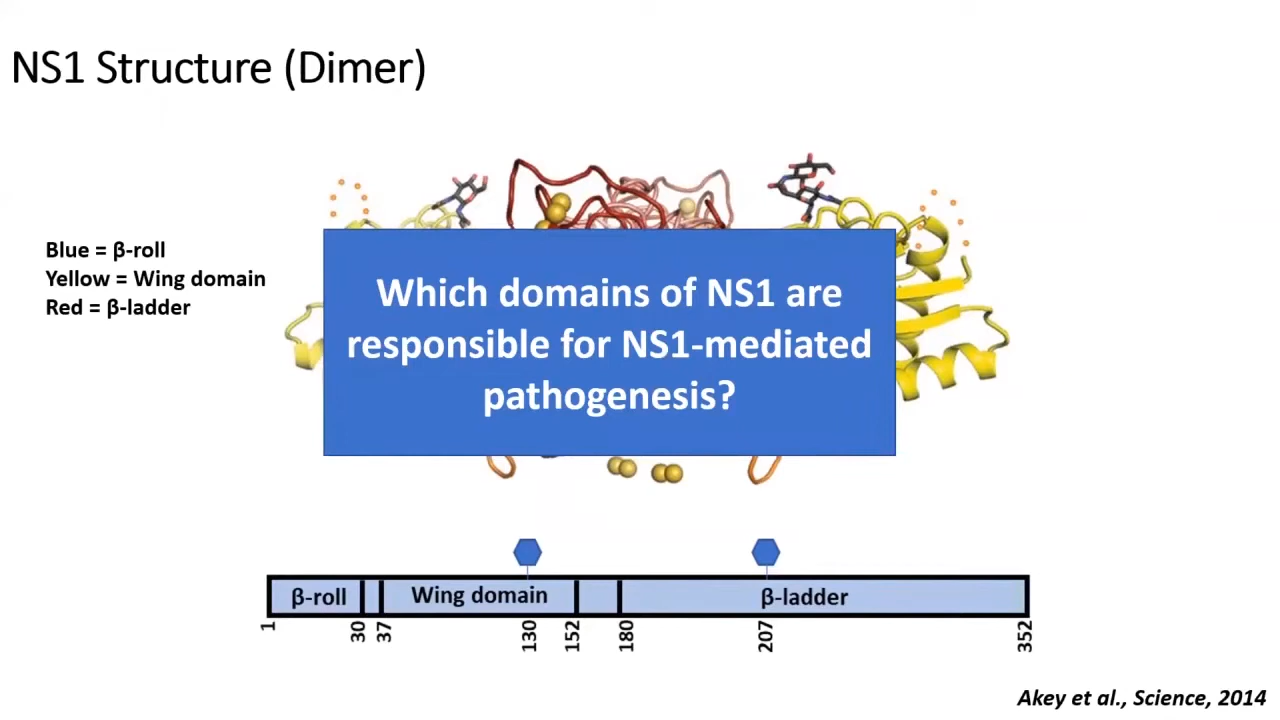 NS1 Structure (Dimer)
Blue = β-roll
Yellow = Wing domain
Red = β-ladder
Which domains of NS1 are
responsible for NS1-mediated
pathogenesis?
β-roll
Wing domain
β-ladder
1
30
37
130
152
180
207
352
Akey et al., Science, 2014